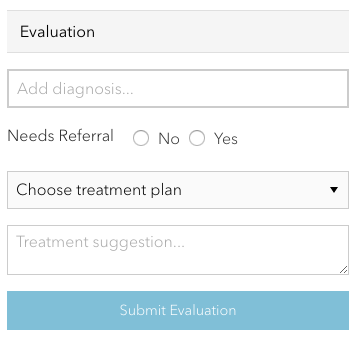 Evaluation
Add diagnosis...
Needs Referral No Yes
Choose treatment plan
Treatment suggestion...
Submit Evaluation